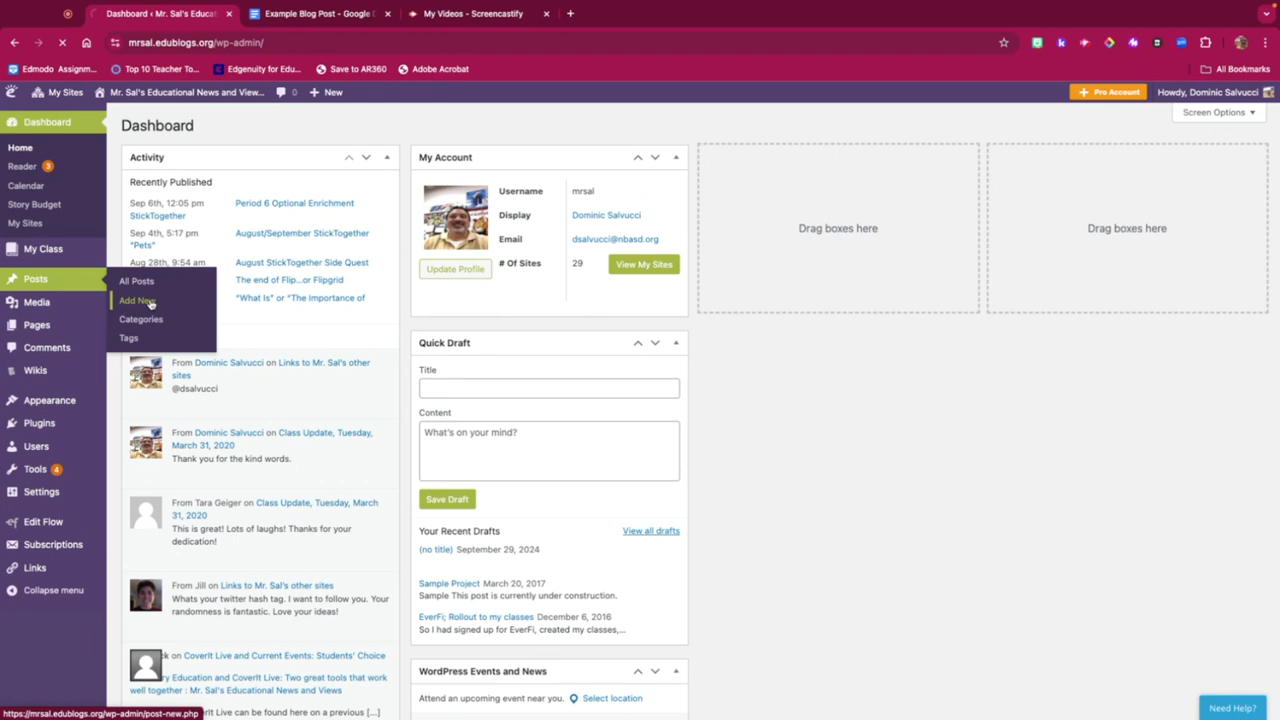 Dashboard ‹ Mr. Sal's Educa
Example Blog Post - Google D
My Videos - Screencastify
mrsal.edublogs.org/wp-admin/
Edmodo Assignm...
Top 10 Teacher To...
Edgenuity for Edu...
Save to AR360
Adobe Acrobat
All Bookmarks
My Sites
Mr. Sal's Educational News and View...
0
New
Pro Account
Howdy, Dominic Salvucci
Screen Options
Dashboard
Home
Reader 3
Calendar
Story Budget
My Sites
My Class
Posts
All Posts
Add New
Categories
Tags
Media
Pages
Comments
Wikis
Appearance
Plugins
Users
Tools 4
Settings
Edit Flow
Subscriptions
Links
Collapse menu
Dashboard
Activity
Recently Published
Sep 6th, 12:05 pm Period 6 Optional Enrichment
StickTogether
Sep 4th, 5:17 pm August/September StickTogether
"Pets"
Aug 28th, 9:54 am August StickTogether Side Quest
The end of Flip...or Flipgrid
"What Is" or "The Importance of
From Dominic Salvucci on Links to Mr. Sal's other
sites
@dsalvucci
From Dominic Salvucci on Class Update, Tuesday,
March 31, 2020
Thank you for the kind words.
From Tara Geiger on Class Update, Tuesday, March
31, 2020
This is great! Lots of laughs! Thanks for your
dedication!
From Jill on Links to Mr. Sal's other sites
Whats your twitter hash tag. I want to follow you. Your
randomness is fantastic. Love your ideas!
ck on CoverIt Live and Current Events: Students' Choice
ry Education and CoverIt Live: Two great tools that work
well together : Mr. Sal's Educational News and Views
CoverIt Live can be found here on a previous [...]
My Account
Username mrsal
Display Dominic Salvucci
Email dsalvucci@nbasd.org
# Of Sites 29
Update Profile
View My Sites
Quick Draft
Title
Content
What's on your mind?
Save Draft
Your Recent Drafts
View all drafts
(no title) September 29, 2024
Sample Project March 20, 2017
Sample This post is currently under construction.
EverFi; Rollout to my classes December 6, 2016
So I had signed up for EverFi, created my classes,...
WordPress Events and News
Attend an upcoming event near you. Select location
Drag boxes here
Drag boxes here
https://mrsal.edublogs.org/wp-admin/post-new.php
Need Help?